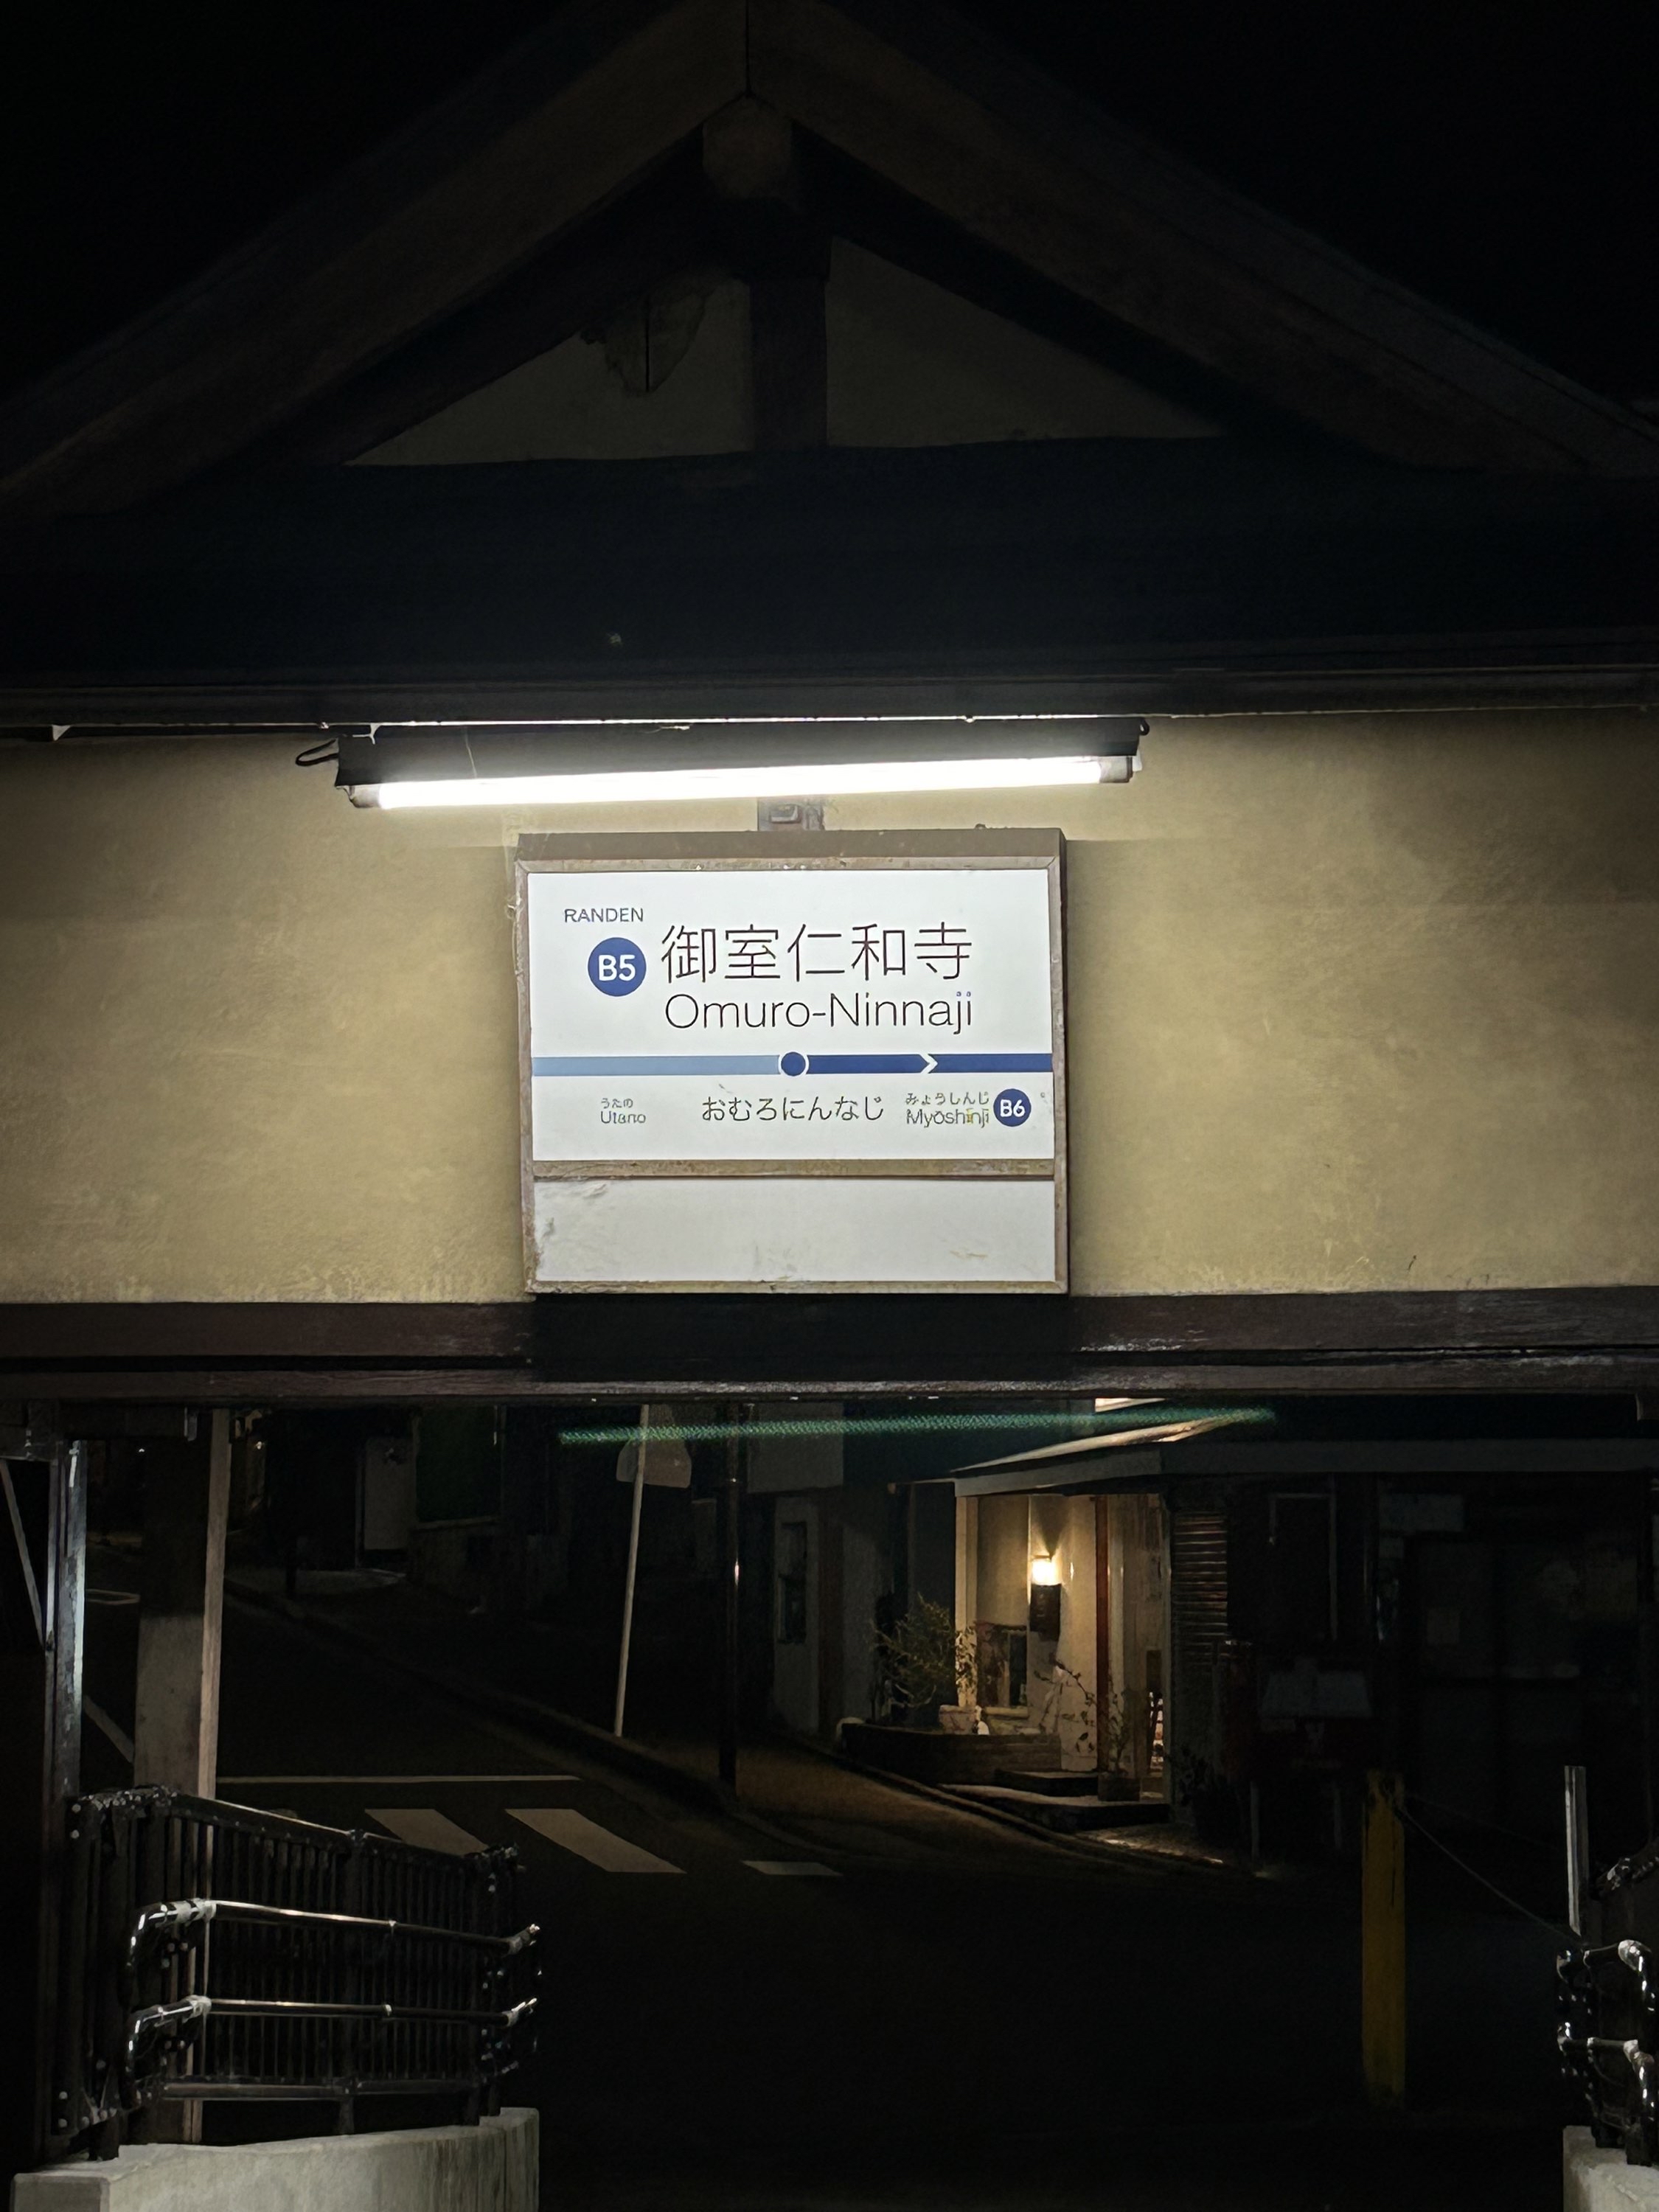 RANDEN
B5 御室仁和寺
Omuro-Ninnaji
うたの おむろにんなじ みょうしんじ B6
Utano Myōshinji